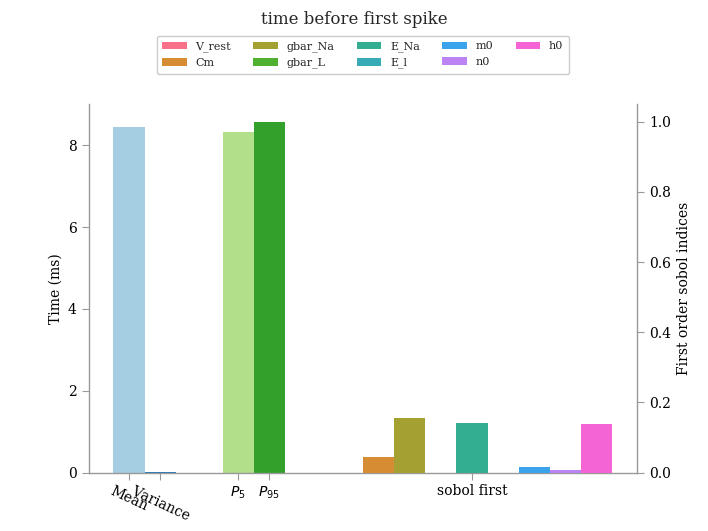 time before first spike
V_rest gbar_Na E_Na m0 h0
Cm gbar_L E_l n0
8
6
4
2
0
Time (ms)
1.0
0.8
0.6
0.4
0.2
0.0
First order sobol indices
Mean
Variance
P5 P95 sobol first